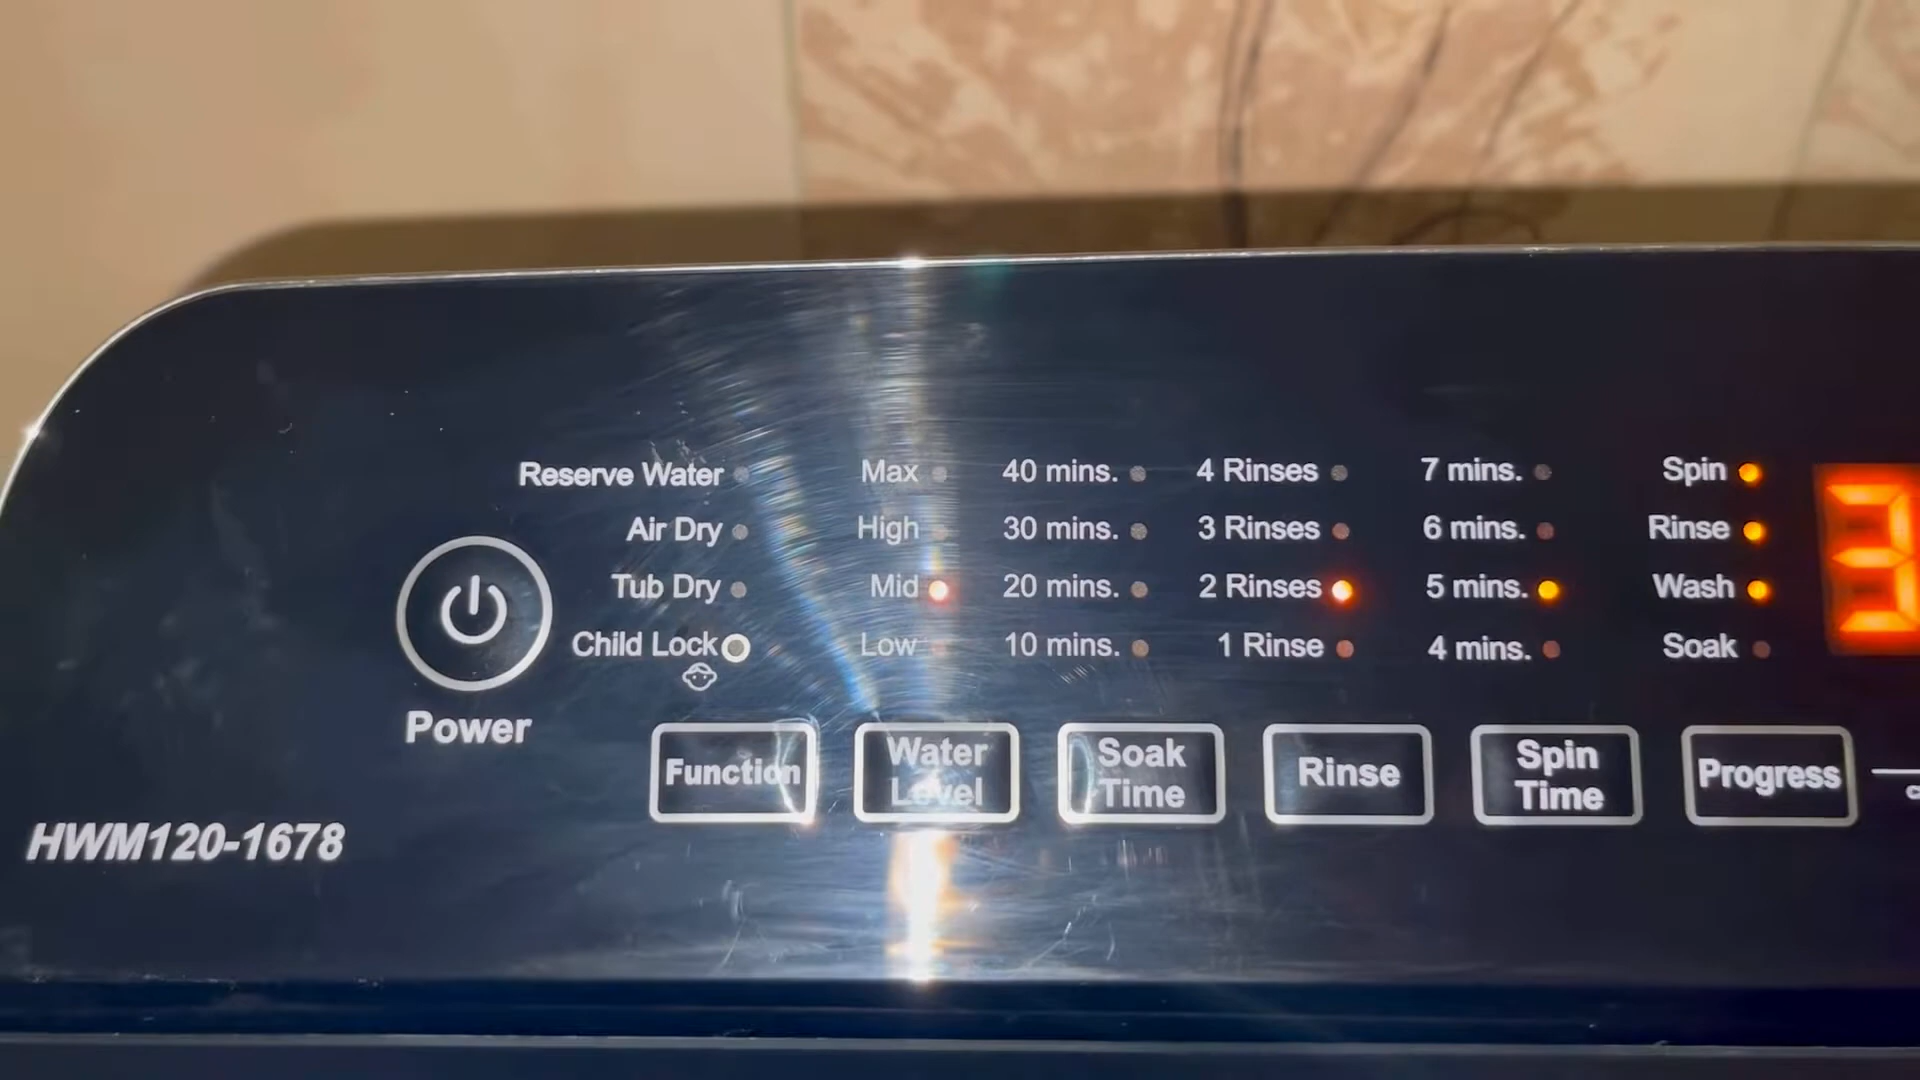 Reserve Water Max 40 mins. 4 Rinses 7 mins. Spin
Air Dry High 30 mins. 3 Rinses 6 mins. Rinse
Tub Dry Mid 20 mins. 2 Rinses 5 mins. Wash
Child Lock Low 10 mins. 1 Rinse 4 mins. Soak
3
Power
Function
Water
Level
Soak
Time
Rinse
Spin
Time
Progress
HWM120-1678